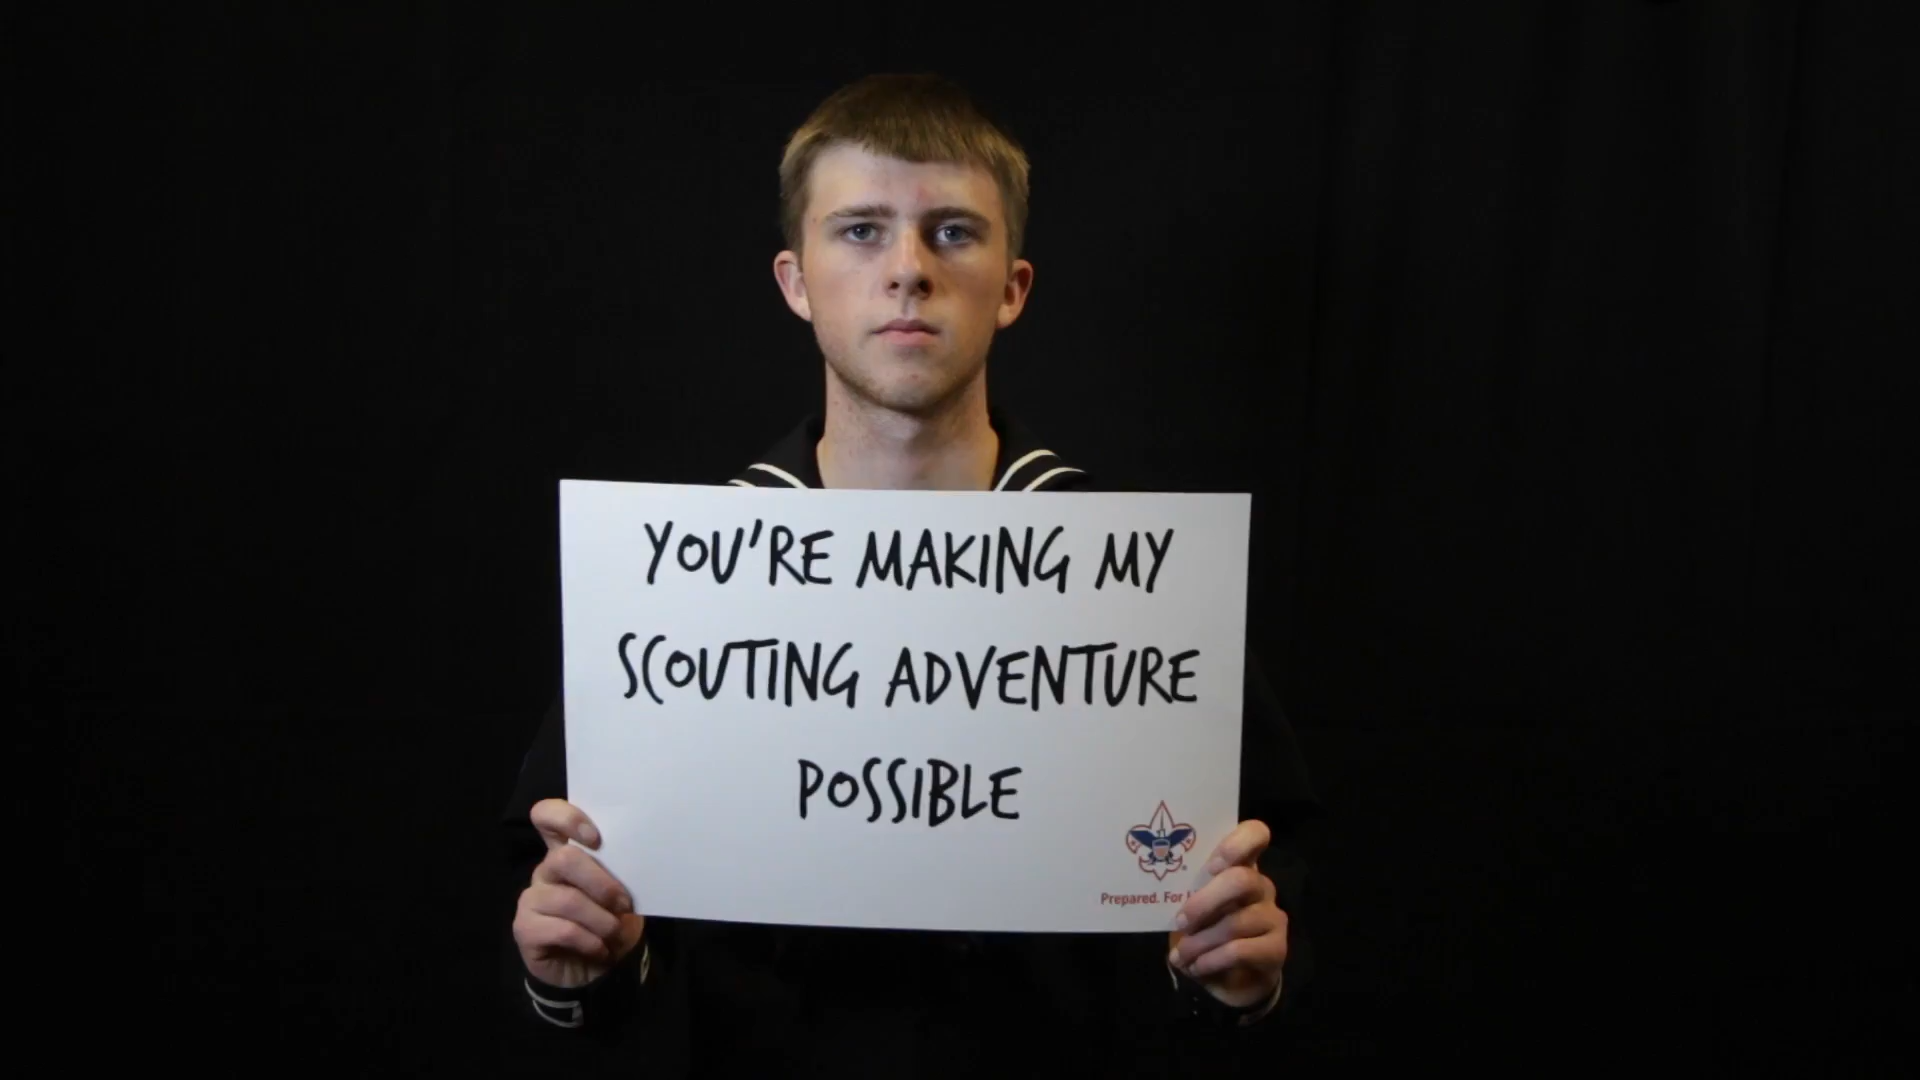 YOU'RE MAKING MY
SCOUTING ADVENTURE
POSSIBLE
Prepared. For